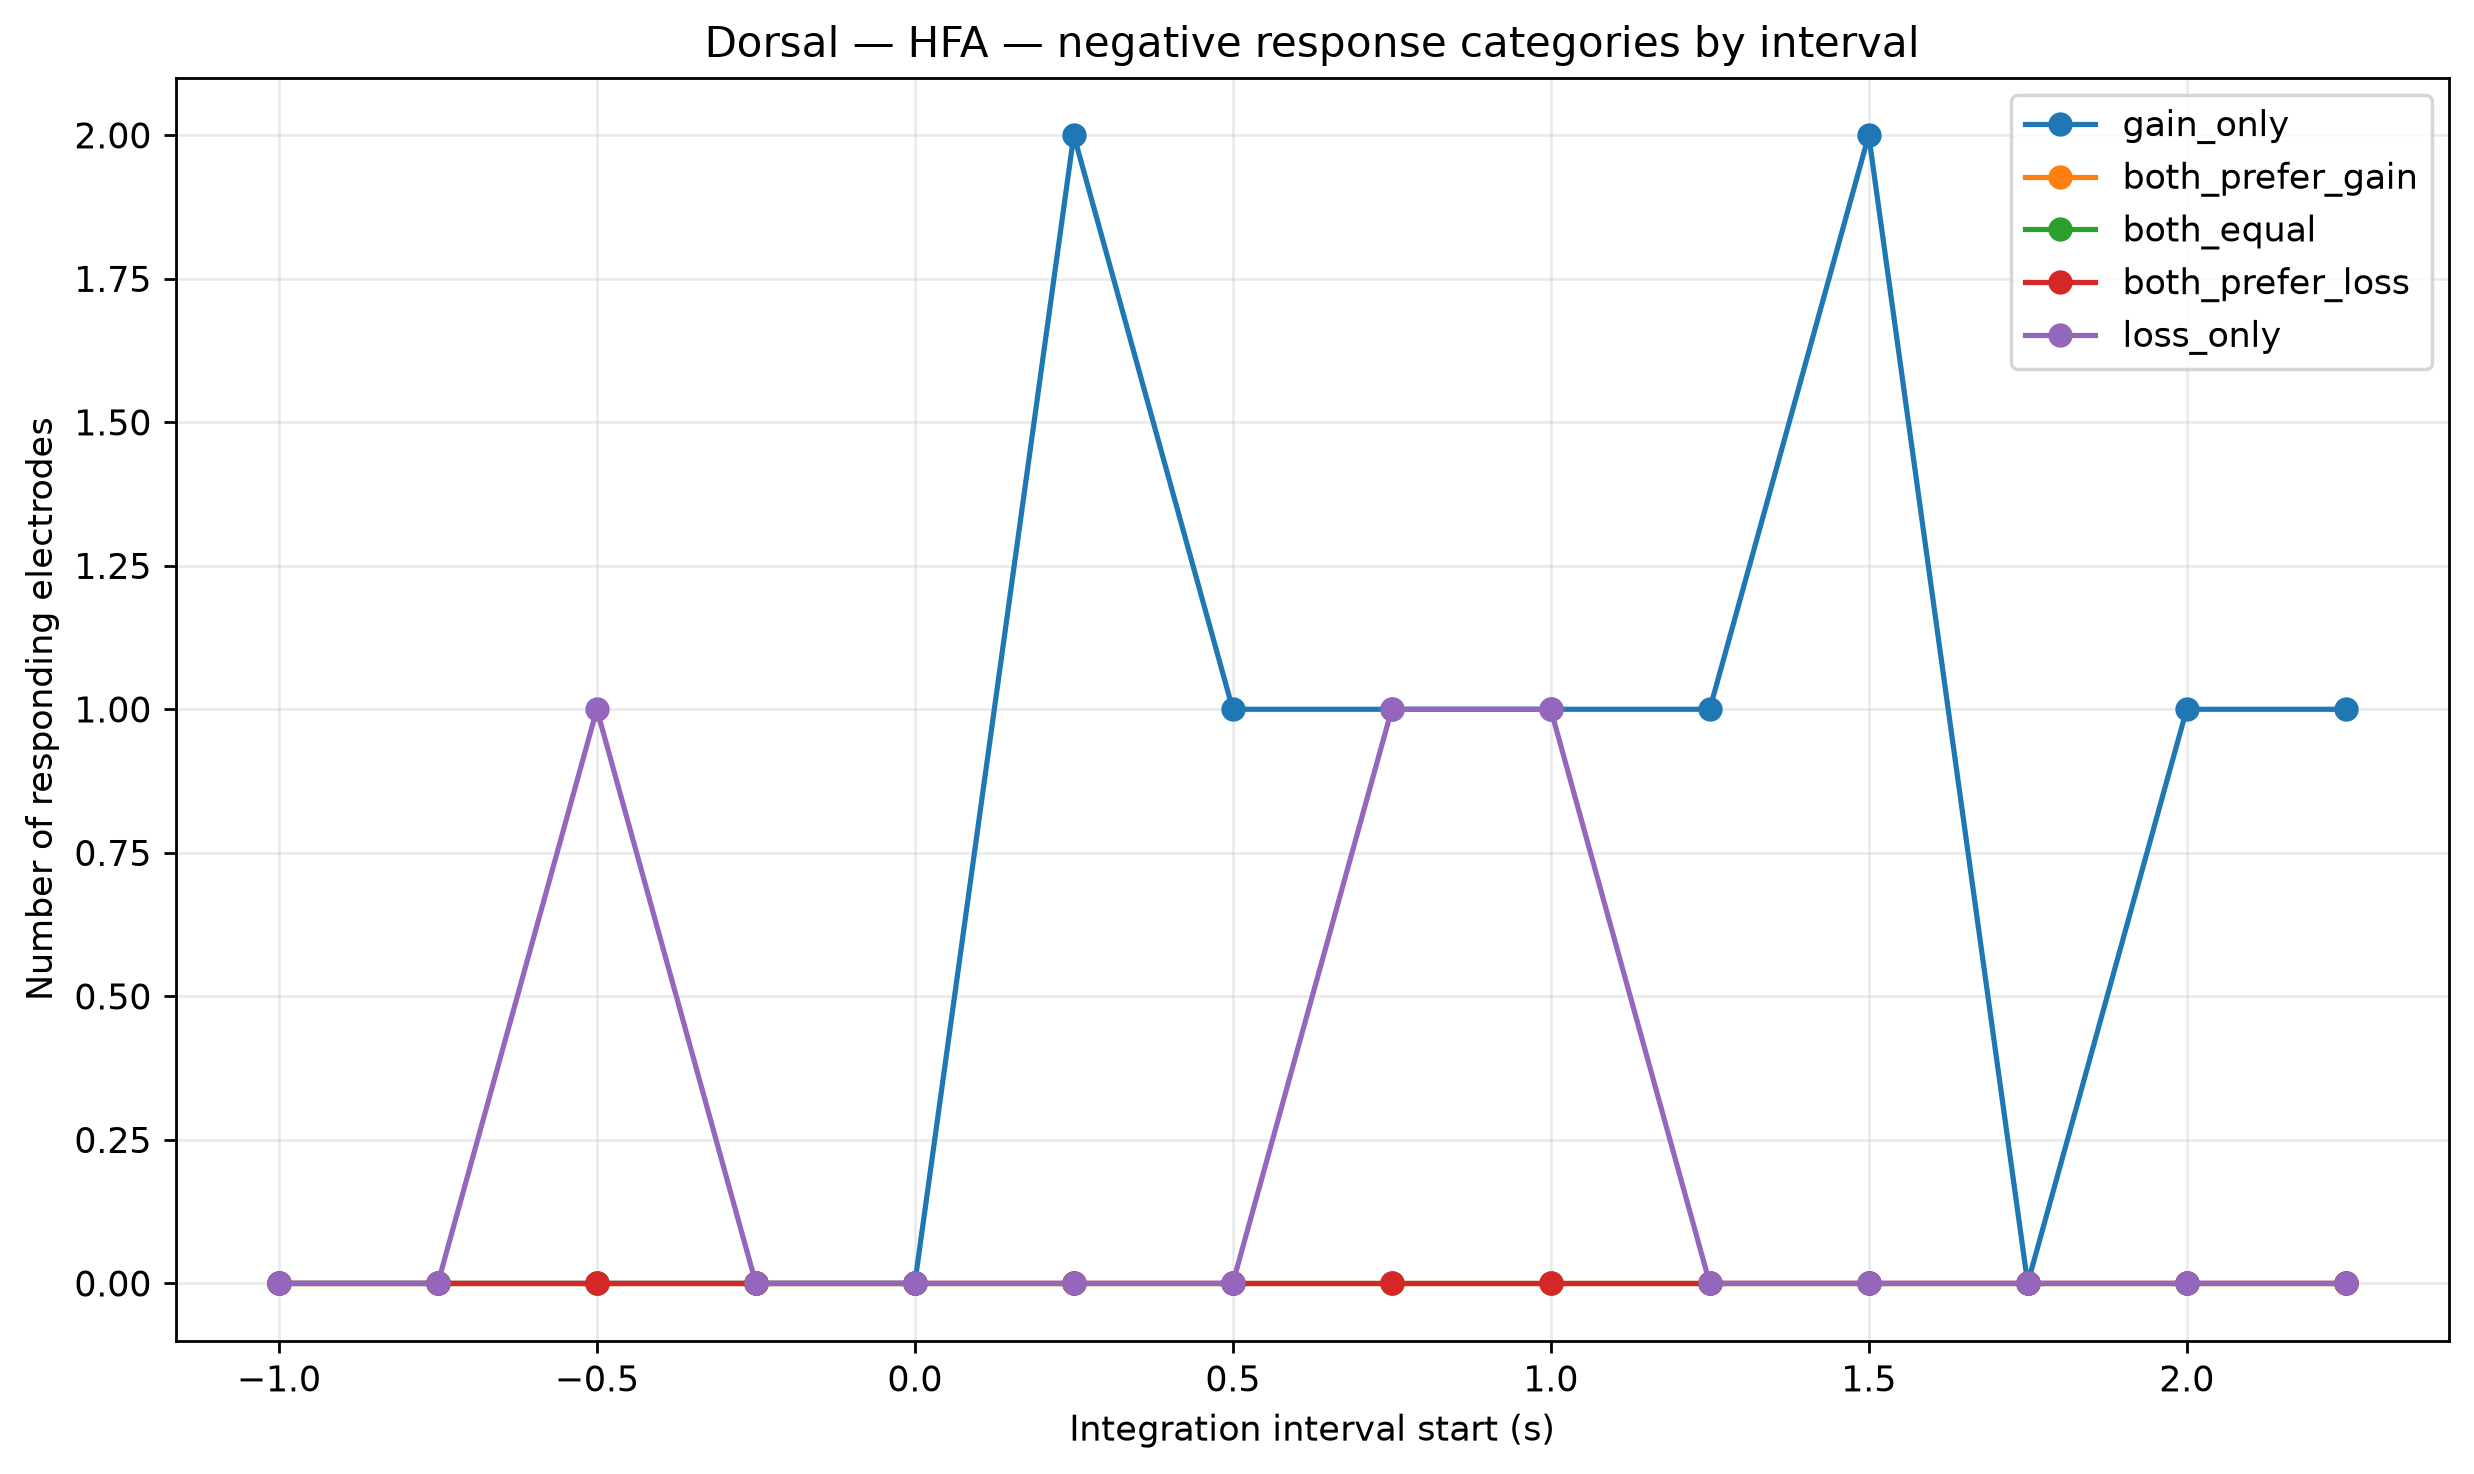 Dorsal — HFA — negative response categories by interval
gain_only
both_prefer_gain
both_equal
both_prefer_loss
loss_only
Number of responding electrodes
2.00
1.75
1.50
1.25
1.00
0.75
0.50
0.25
0.00
−1.0
−0.5
0.0
0.5
1.0
1.5
2.0
Integration interval start (s)